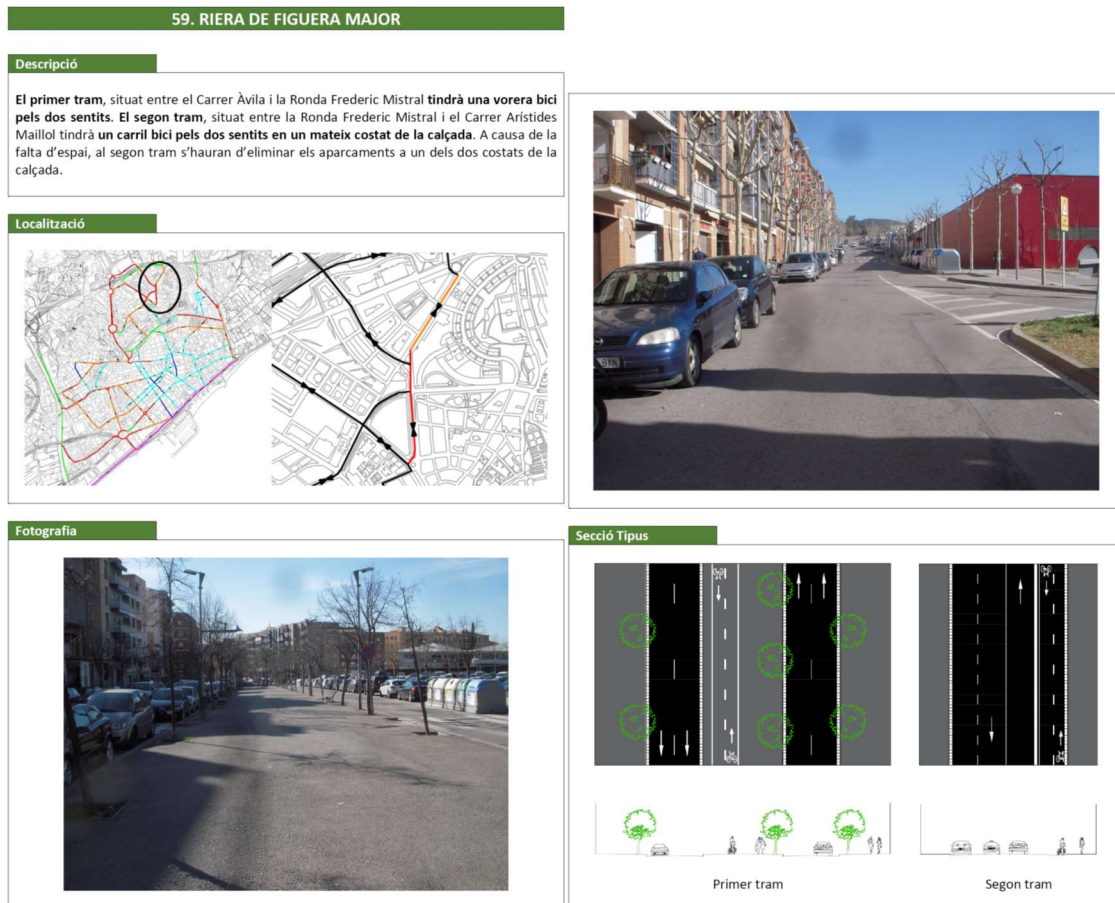 59. RIERA DE FIGUERA MAJOR
Descripció
El primer tram, situat entre el Carrer Àvila i la Ronda Frederic Mistral tindrà una vorera bici
pels dos sentits. El segon tram, situat entre la Ronda Frederic Mistral i el Carrer Arístides
Maillol tindrà un carril bici pels dos sentits en un mateix costat de la calçada. A causa de la
falta d'espai, al segon tram s'hauran d'eliminar els aparcaments a un dels dos costats de la
calçada.
Localització
Fotografia
Secció Tipus
Primer tram
Segon tram